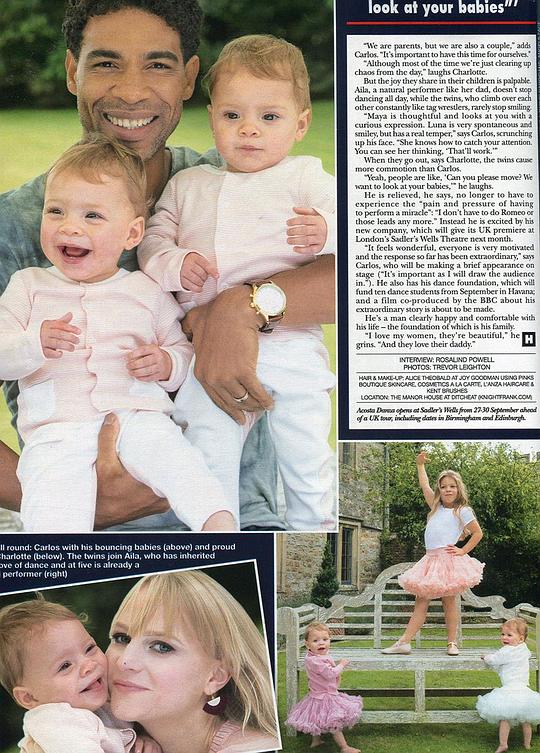 look at your babies"'
"We are parents, but we are also a couple," adds
Carlos. "It's important to have this time for ourselves."
"Although most of the time we're just clearing up
chaos from the day," laughs Charlotte.
But the joy they share in their children is palpable.
Aila, a natural performer like her dad, doesn't stop
dancing all day, while the twins, who climb over each
other constantly like tag wrestlers, rarely stop smiling.
"Maya is thoughtful and looks at you with a
curious expression. Luna is very spontaneous and
smiley, but has a real temper," says Carlos, scrunching
up his face. "She knows how to catch your attention.
You can see her thinking, 'That'll work.'"
When they go out, says Charlotte, the twins cause
more commotion than Carlos.
"Yeah, people are like, 'Can you please move? We
want to look at your babies,'" he laughs.
He is relieved, he says, no longer to have to
experience the "pain and pressure of having
to perform a miracle": "I don't have to do Romeo or
those leads any more." Instead he is excited by his
new company, which will give its UK premiere at
London's Sadler's Wells Theatre next month.
"It feels wonderful, everyone is very motivated
and the response so far has been extraordinary," says
Carlos, who will be making a brief appearance on
stage ("It's important as I will draw the audience
in."). He also has his dance foundation, which will
fund ten dance students from September in Havana;
and a film co-produced by the BBC about his
extraordinary story is about to be made.
He's a man clearly happy and comfortable with
his life – the foundation of which is his family.
"I love my women, they're beautiful," he
grins. "And they love their daddy." H
INTERVIEW: ROSALIND POWELL
PHOTOS: TREVOR LEIGHTON
HAIR & MAKE-UP: ALICE THEOBALD AT JOY GOODMAN USING PINKS
BOUTIQUE SKINCARE, COSMETICS A LA CARTE, L'ANZA HAIRCARE &
KENT BRUSHES
LOCATION: THE MANOR HOUSE AT DITCHEAT (KNIGHTFRANK.COM)
Acosta Danza opens at Sadler's Wells from 27-30 September ahead
of a UK tour, including dates in Birmingham and Edinburgh.
ll round: Carlos with his bouncing babies (above) and proud
Charlotte (below). The twins join Aila, who has inherited
ove of dance and at five is already a
performer (right)